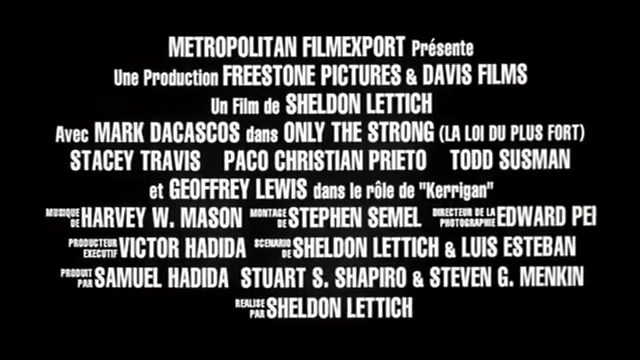 METROPOLITAN FILMEXPORT Présente
Une Production FREESTONE PICTURES & DAVIS FILMS
Un Film de SHELDON LETTICH
Avec MARK DACASCOS dans ONLY THE STRONG (LA LOI DU PLUS FORT)
STACEY TRAVIS PACO CHRISTIAN PRIETO TODD SUSMAN
et GEOFFREY LEWIS dans le rôle de "Kerrigan"
MUSIQUE DE HARVEY W. MASON MONTAGE DE STEPHEN SEMEL DIRECTEUR DE LA PHOTOGRAPHIE EDWARD PEI
PRODUCTEUR EXECUTIF VICTOR HADIDA SCENARIO DE SHELDON LETTICH & LUIS ESTEBAN
PRODUIT PAR SAMUEL HADIDA STUART S. SHAPIRO & STEVEN G. MENKIN
REALISE PAR SHELDON LETTICH